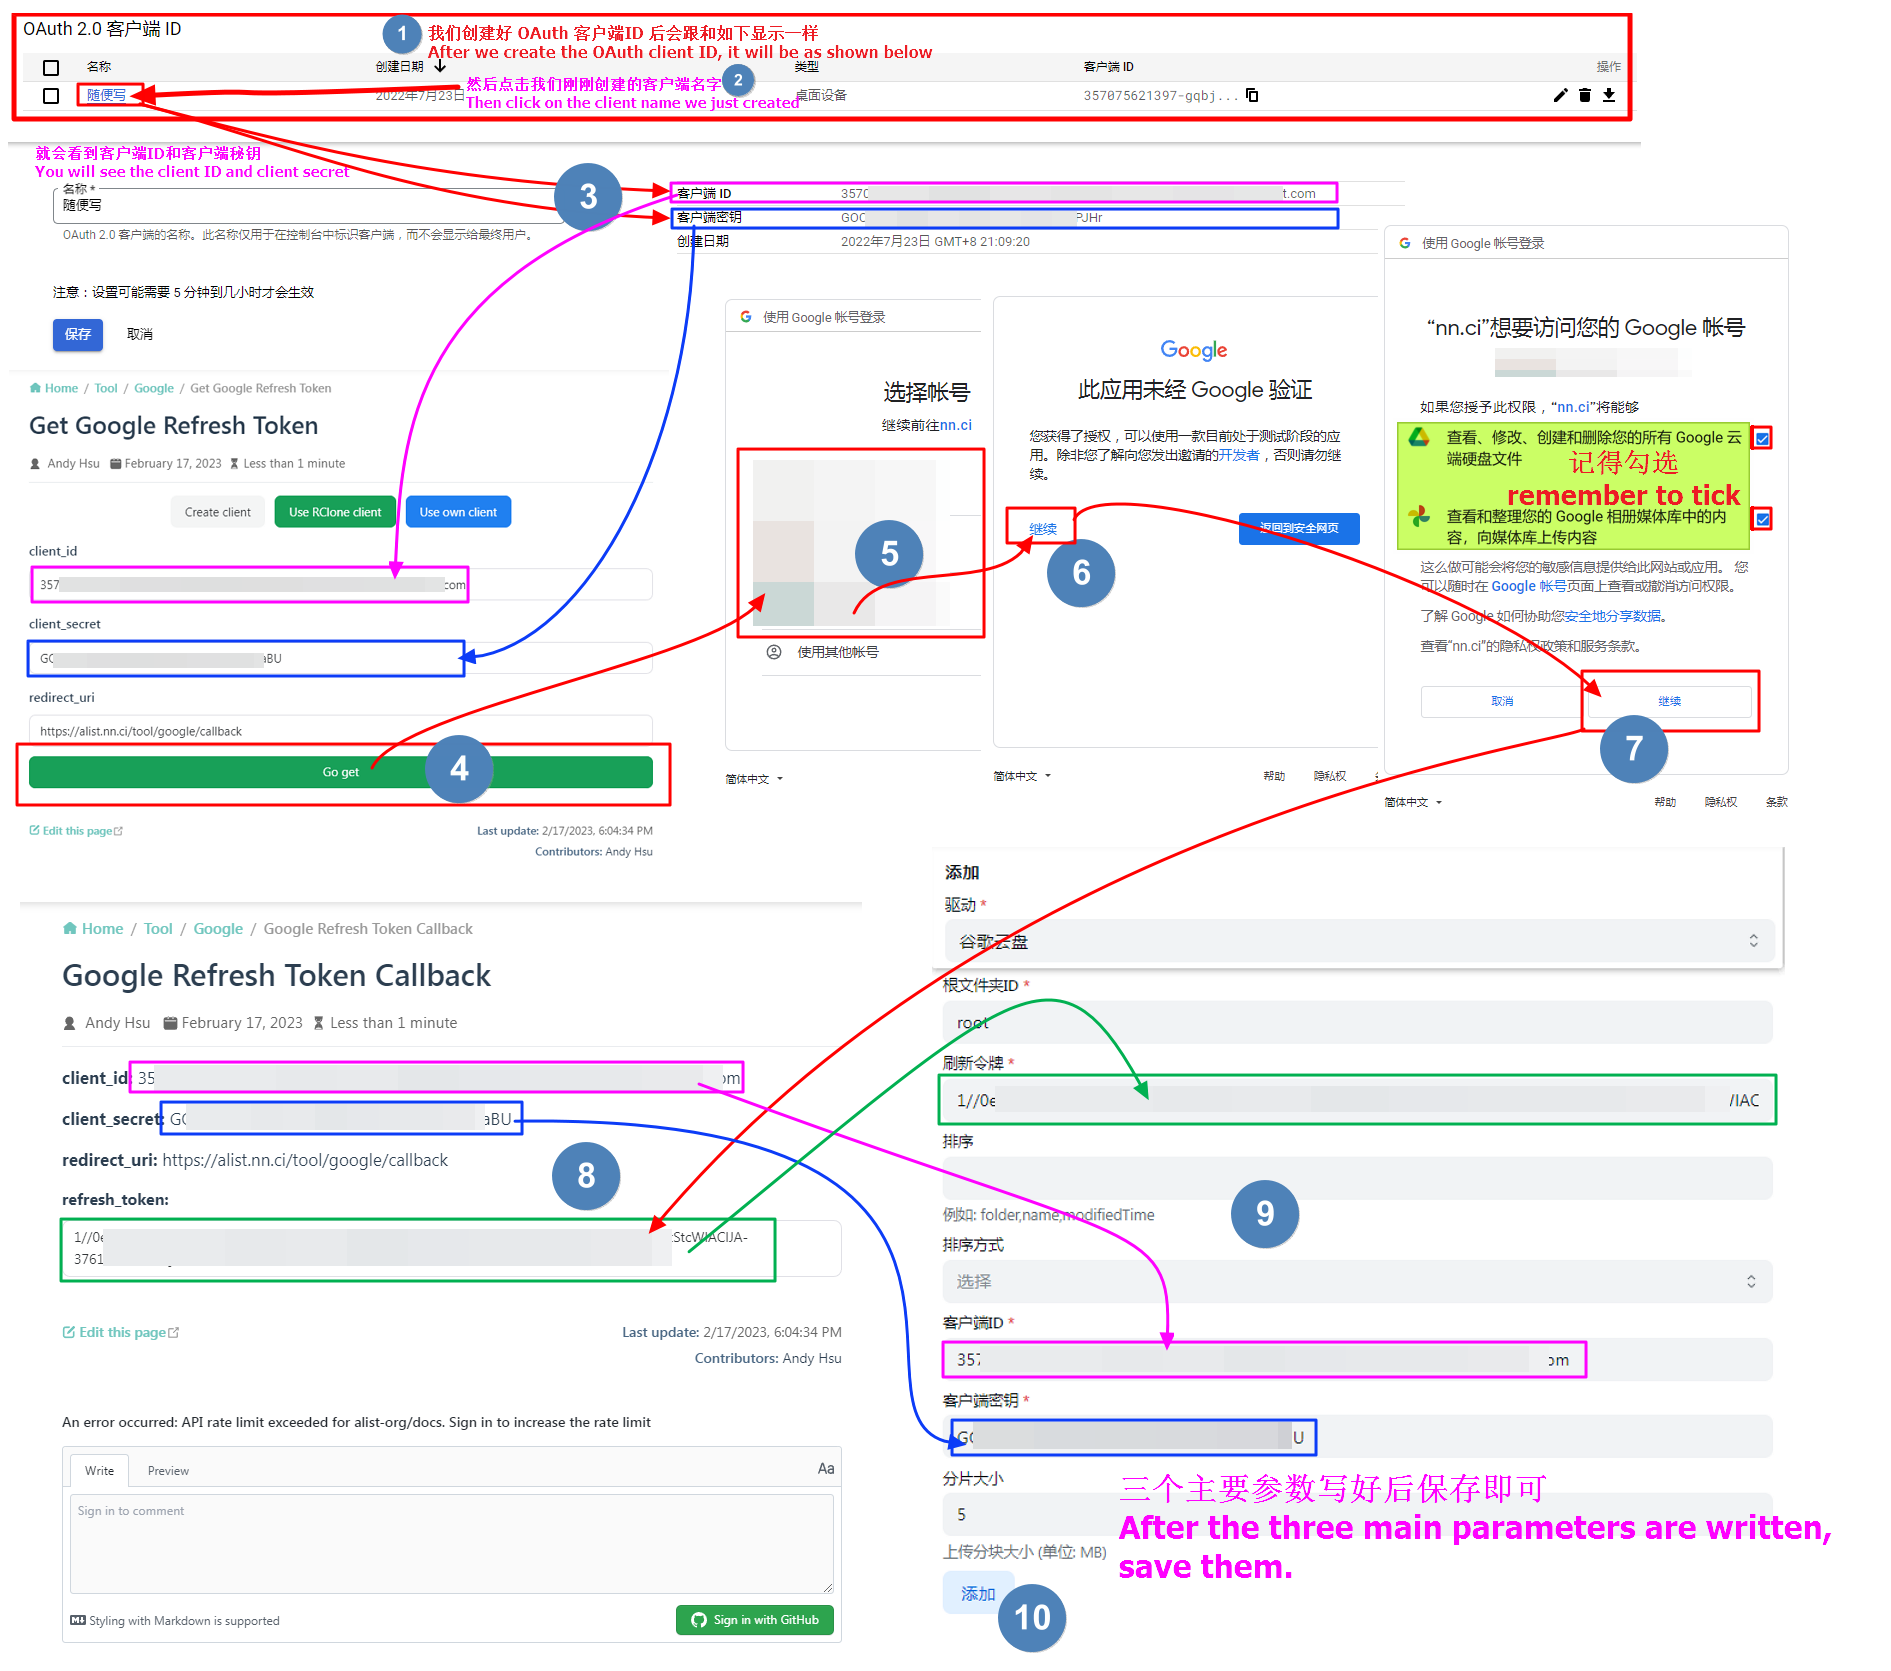 OAuth 2.0 客户端 ID
1
我们创建好 OAuth 客户端ID 后会跟和如下显示一样
After we create the OAuth client ID, it will be as shown below
名称
创建日期
类型
客户端 ID
操作
然后点击我们刚刚创建的客户端名字
2
Then click on the client name we just created
随便写
2022年7月23日
桌面设备
357075621397-gqbj...
就会看到客户端ID和客户端秘钥
You will see the client ID and client secret
名称 *
随便写
OAuth 2.0 客户端的名称。此名称仅用于在控制台中标识客户端，而不会显示给最终用户。
注意：设置可能需要 5 分钟到几小时才会生效
保存
取消
3
客户端 ID
3570
t.com
客户端密钥
GOC
PJHr
创建日期
2022年7月23日 GMT+8 21:09:20
Home / Tool / Google / Get Google Refresh Token
Get Google Refresh Token
Andy Hsu February 17, 2023 Less than 1 minute
Create client
Use RClone client
Use own client
client_id
357
com
client_secret
GO
aBU
redirect_uri
https://alist.nn.ci/tool/google/callback
Go get
4
Edit this page
Last update: 2/17/2023, 6:04:34 PM
Contributors: Andy Hsu
使用 Google 帐号登录
选择帐号
继续前往nn.ci
5
使用其他帐号
简体中文
Google
此应用未经 Google 验证
您获得了授权，可以使用一款目前处于测试阶段的应
用。除非您了解向您发出邀请的开发者，否则请勿继
续。
继续
返回到安全网页
6
简体中文
帮助
隐私权
使用 Google 帐号登录
“nn.ci”想要访问您的 Google 帐号
如果您授予此权限，“nn.ci”将能够
查看、修改、创建和删除您的所有 Google 云
端硬盘文件
记得勾选
remember to tick
查看和整理您的 Google 相册媒体库中的内
容，向媒体库上传内容
这么做可能会将您的敏感信息提供给此网站或应用。 您
可以随时在 Google 帐号页面上查看或撤消访问权限。
了解 Google 如何协助您安全地分享数据。
查看“nn.ci”的隐私权政策和服务条款。
取消
继续
7
简体中文
帮助
隐私权
条款
Home / Tool / Google / Google Refresh Token Callback
Google Refresh Token Callback
Andy Hsu February 17, 2023 Less than 1 minute
client_id: 35
om
client_secret: GO
aBU
redirect_uri: https://alist.nn.ci/tool/google/callback
8
refresh_token:
1//0e
StcWIACIJA-
3761
Edit this page
Last update: 2/17/2023, 6:04:34 PM
Contributors: Andy Hsu
An error occurred: API rate limit exceeded for alist-org/docs. Sign in to increase the rate limit
Write
Preview
Aa
Sign in to comment
Styling with Markdown is supported
Sign in with GitHub
添加
驱动 *
谷歌云盘
根文件夹ID *
root
刷新令牌 *
1//0e
/IAC
排序
9
例如: folder,name,modifiedTime
排序方式
选择
客户端ID *
357
om
客户端密钥 *
GO
U
分片大小
5
三个主要参数写好后保存即可
After the three main parameters are written,
save them.
上传分块大小 (单位: MB)
添加
10